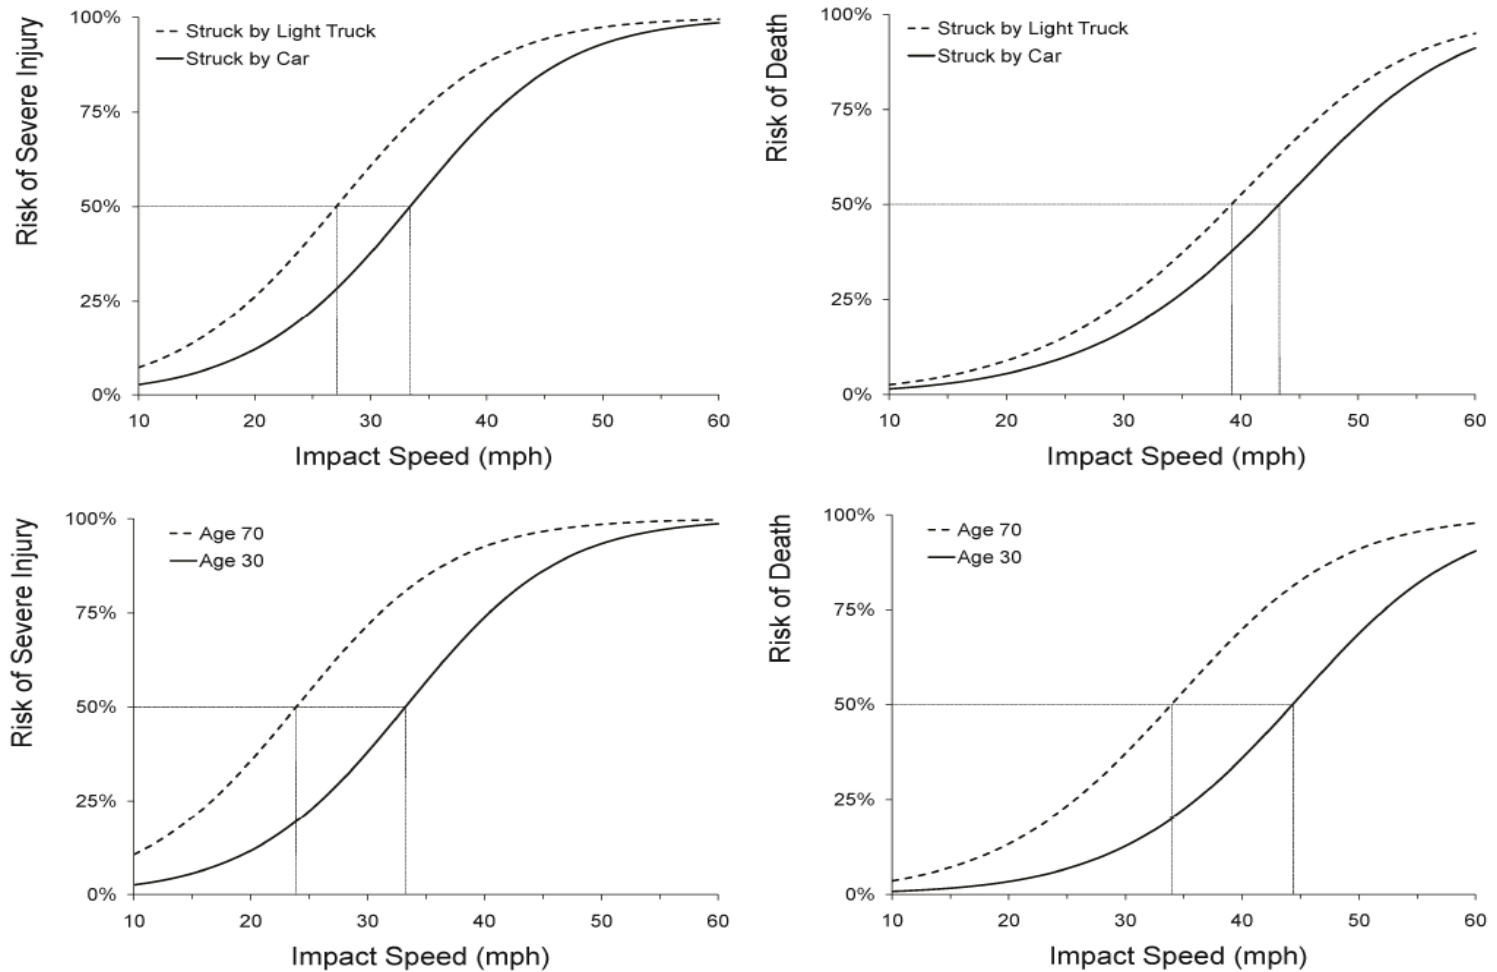 Risk of Severe Injury
100%
75%
50%
25%
0%
Struck by Light Truck
Struck by Car
10 20 30 40 50 60
Impact Speed (mph)
Risk of Death
100%
75%
50%
25%
0%
Struck by Light Truck
Struck by Car
10 20 30 40 50 60
Impact Speed (mph)
Risk of Severe Injury
100%
75%
50%
25%
0%
Age 70
Age 30
10 20 30 40 50 60
Impact Speed (mph)
Risk of Death
100%
75%
50%
25%
0%
Age 70
Age 30
10 20 30 40 50 60
Impact Speed (mph)